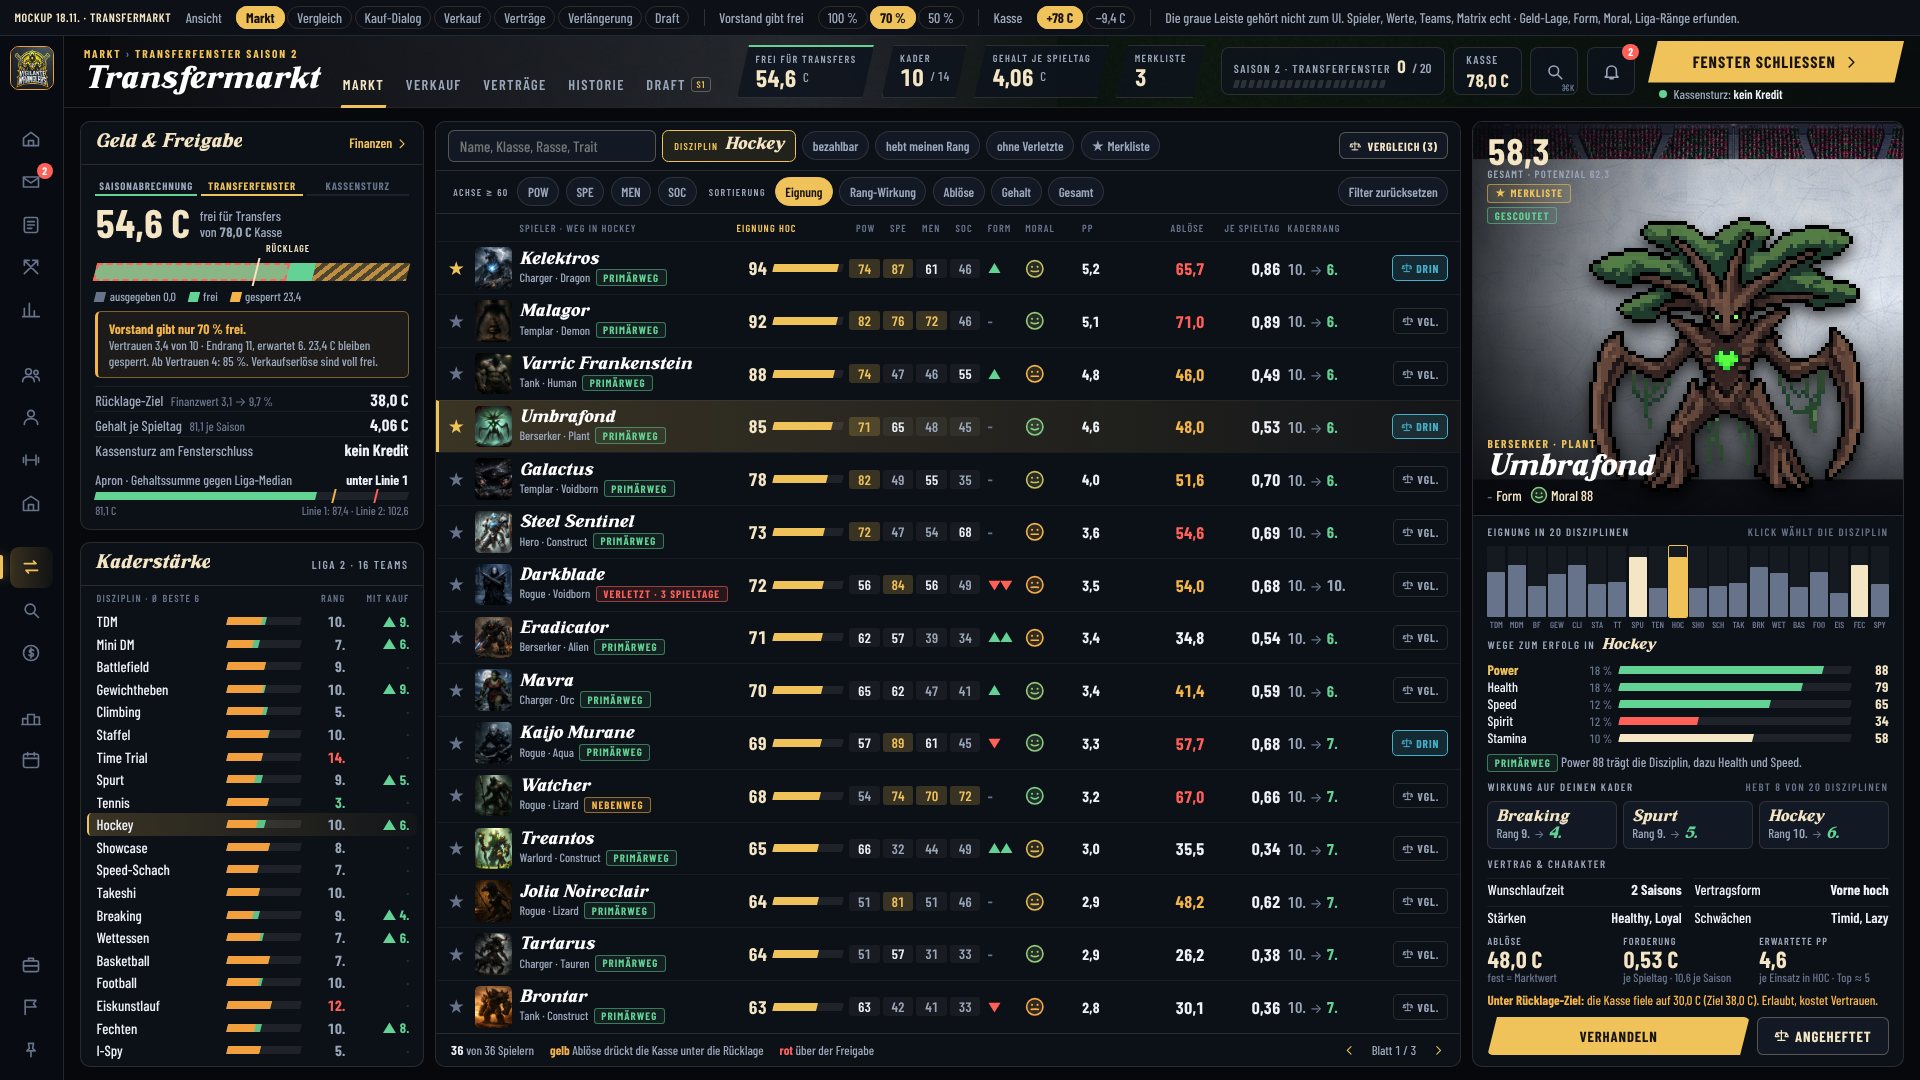 MOCKUP 18.11. · TRANSFERMARKT Ansicht Markt Vergleich Kauf-Dialog Verkauf Verträge Verlängerung Draft Vorstand gibt frei 100 % 70 % 50 % Kasse +78 C −9,4 C Die graue Leiste gehört nicht zum UI. Spieler, Werte, Teams, Matrix echt · Geld-Lage, Form, Moral, Liga-Ränge erfunden.
MARKT › TRANSFERFENSTER SAISON 2
Transfermarkt MARKT VERKAUF VERTRÄGE HISTORIE DRAFT S1
FREI FÜR TRANSFERS 54,6 C
KADER 10 / 14
GEHALT JE SPIELTAG 4,06 C
MERKLISTE 3
SAISON 2 · TRANSFERFENSTER 0 / 20
KASSE 78,0 C
⌘K
2
FENSTER SCHLIESSEN
Kassensturz: kein Kredit
2
Geld & Freigabe Finanzen
SAISONABRECHNUNG TRANSFERFENSTER KASSENSTURZ
54,6 C frei für Transfers
von 78,0 C Kasse
RÜCKLAGE
ausgegeben 0,0 frei gesperrt 23,4
Vorstand gibt nur 70 % frei.
Vertrauen 3,4 von 10 · Endrang 11, erwartet 6. 23,4 C bleiben
gesperrt. Ab Vertrauen 4: 85 %. Verkaufserlöse sind voll frei.
Rücklage-Ziel Finanzwert 3,1 → 9,7 % 38,0 C
Gehalt je Spieltag 81,1 je Saison 4,06 C
Kassensturz am Fensterschluss kein Kredit
Apron · Gehaltssumme gegen Liga-Median unter Linie 1
81,1 C Linie 1: 87,4 · Linie 2: 102,6
Kaderstärke LIGA 2 · 16 TEAMS
DISZIPLIN · Ø BESTE 6 RANG MIT KAUF
TDM 10. ▲ 9.
Mini DM 7. ▲ 6.
Battlefield 9. ·
Gewichtheben 10. ▲ 9.
Climbing 5. ·
Staffel 10. ·
Time Trial 14. ·
Spurt 9. ▲ 5.
Tennis 3. ·
Hockey 10. ▲ 6.
Showcase 8. ·
Speed-Schach 7. ·
Takeshi 10. ·
Breaking 9. ▲ 4.
Wettessen 7. ▲ 6.
Basketball 7. ·
Football 10. ·
Eiskunstlauf 12. ·
Fechten 10. ▲ 8.
I-Spy 5. ·
Name, Klasse, Rasse, Trait DISZIPLIN Hockey bezahlbar hebt meinen Rang ohne Verletzte ★ Merkliste VERGLEICH (3)
ACHSE ≥ 60 POW SPE MEN SOC SORTIERUNG Eignung Rang-Wirkung Ablöse Gehalt Gesamt Filter zurücksetzen
SPIELER · WEG IN HOCKEY EIGNUNG HOC POW SPE MEN SOC FORM MORAL PP ABLÖSE JE SPIELTAG KADERRANG
★ Kelektros 94 74 87 61 46 ▲ 5,2 65,7 0,86 10. → 6. DRIN
Charger · Dragon PRIMÄRWEG
★ Malagor 92 82 76 72 46 – 5,1 71,0 0,89 10. → 6. VGL.
Templar · Demon PRIMÄRWEG
★ Varric Frankenstein 88 74 47 46 55 ▲ 4,8 46,0 0,49 10. → 6. VGL.
Tank · Human PRIMÄRWEG
★ Umbrafond 85 71 65 48 45 – 4,6 48,0 0,53 10. → 6. DRIN
Berserker · Plant PRIMÄRWEG
★ Galactus 78 82 49 55 35 – 4,0 51,6 0,70 10. → 6. VGL.
Templar · Voidborn PRIMÄRWEG
★ Steel Sentinel 73 72 47 54 68 – 3,6 54,6 0,69 10. → 6. VGL.
Hero · Construct PRIMÄRWEG
★ Darkblade 72 56 84 56 49 ▼▼ 3,5 54,0 0,68 10. → 10. VGL.
Rogue · Voidborn VERLETZT · 3 SPIELTAGE
★ Eradicator 71 62 57 39 34 ▲▲ 3,4 34,8 0,54 10. → 6. VGL.
Berserker · Alien PRIMÄRWEG
★ Mavra 70 65 62 47 41 ▲ 3,4 41,4 0,59 10. → 6. VGL.
Charger · Orc PRIMÄRWEG
★ Kaijo Murane 69 57 89 61 45 ▼ 3,3 57,7 0,68 10. → 7. DRIN
Rogue · Aqua PRIMÄRWEG
★ Watcher 68 54 74 70 72 – 3,2 67,0 0,66 10. → 7. VGL.
Rogue · Lizard NEBENWEG
★ Treantos 65 66 32 44 49 ▲▲ 3,0 35,5 0,34 10. → 7. VGL.
Warlord · Construct PRIMÄRWEG
★ Jolia Noireclair 64 51 81 51 46 – 2,9 48,2 0,62 10. → 7. VGL.
Rogue · Lizard PRIMÄRWEG
★ Tartarus 64 51 57 31 33 – 2,9 26,2 0,38 10. → 7. VGL.
Charger · Tauren PRIMÄRWEG
★ Brontar 63 63 42 41 33 ▼ 2,8 30,1 0,36 10. → 7. VGL.
Tank · Construct PRIMÄRWEG
36 von 36 Spielern gelb Ablöse drückt die Kasse unter die Rücklage rot über der Freigabe Blatt 1 / 3
58,3
GESAMT · POTENZIAL 62,3
★ MERKLISTE
GESCOUTET
BERSERKER · PLANT
Umbrafond
– Form Moral 88
EIGNUNG IN 20 DISZIPLINEN KLICK WÄHLT DIE DISZIPLIN
TDM MDM BF GEW CLI STA TT SPU TEN HOC SHO SCH TAK BRK WET BAS FOO EIS FEC SPY
WEGE ZUM ERFOLG IN Hockey
Power 18 % 88
Health 18 % 79
Speed 12 % 65
Spirit 12 % 34
Stamina 10 % 58
PRIMÄRWEG Power 88 trägt die Disziplin, dazu Health und Speed.
WIRKUNG AUF DEINEN KADER HEBT 8 VON 20 DISZIPLINEN
Breaking Spurt Hockey
Rang 9. → 4. Rang 9. → 5. Rang 10. → 6.
VERTRAG & CHARAKTER
Wunschlaufzeit 2 Saisons Vertragsform Vorne hoch
Stärken Healthy, Loyal Schwächen Timid, Lazy
ABLÖSE FORDERUNG ERWARTETE PP
48,0 C 0,53 C 4,6
fest = Marktwert je Spieltag · 10,6 je Saison je Einsatz in HOC · Top ≈ 5
Unter Rücklage-Ziel: die Kasse fiele auf 30,0 C (Ziel 38,0 C). Erlaubt, kostet Vertrauen.
VERHANDELN ANGEHEFTET